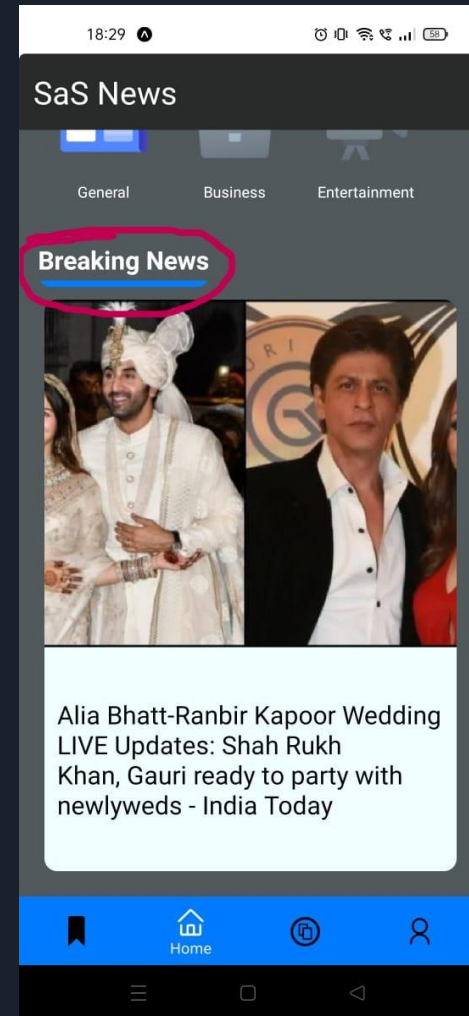 18:29
58
SaS News
General Business Entertainment
Breaking News
Alia Bhatt-Ranbir Kapoor Wedding
LIVE Updates: Shah Rukh
Khan, Gauri ready to party with
newlyweds - India Today
Home